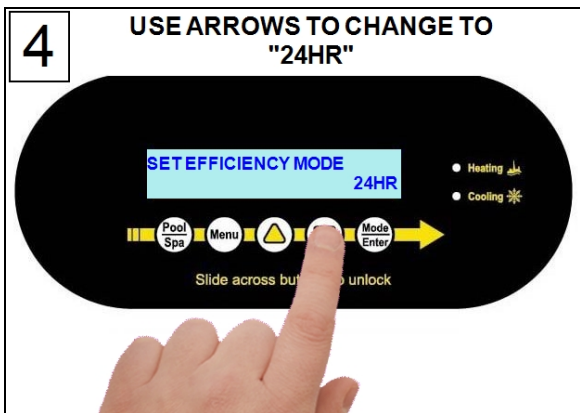 4
USE ARROWS TO CHANGE TO
"24HR"
SET EFFICIENCY MODE
24HR
Heating
Cooling
Pool
Spa
Menu
Mode
Enter
Slide across but o unlock